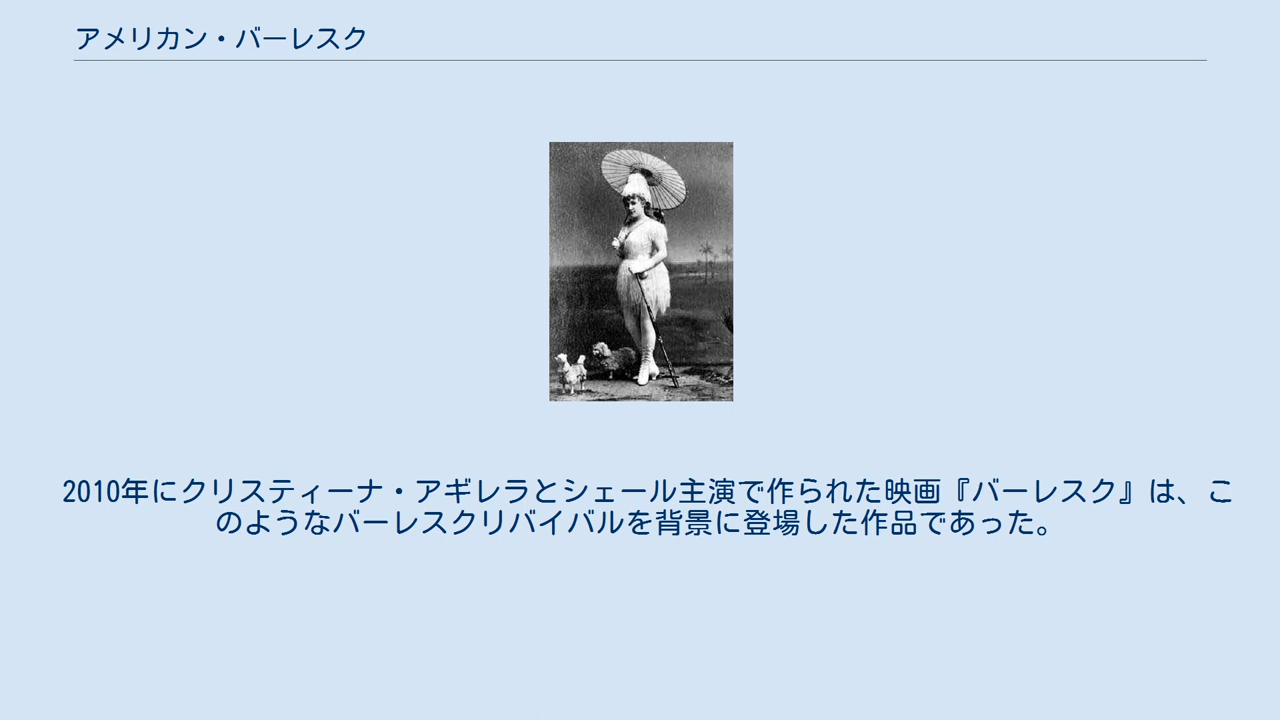 アメリカン・バーレスク
2010年にクリスティーナ・アギレラとシェール主演で作られた映画『バーレスク』は、こ
のようなバーレスクリバイバルを背景に登場した作品であった。